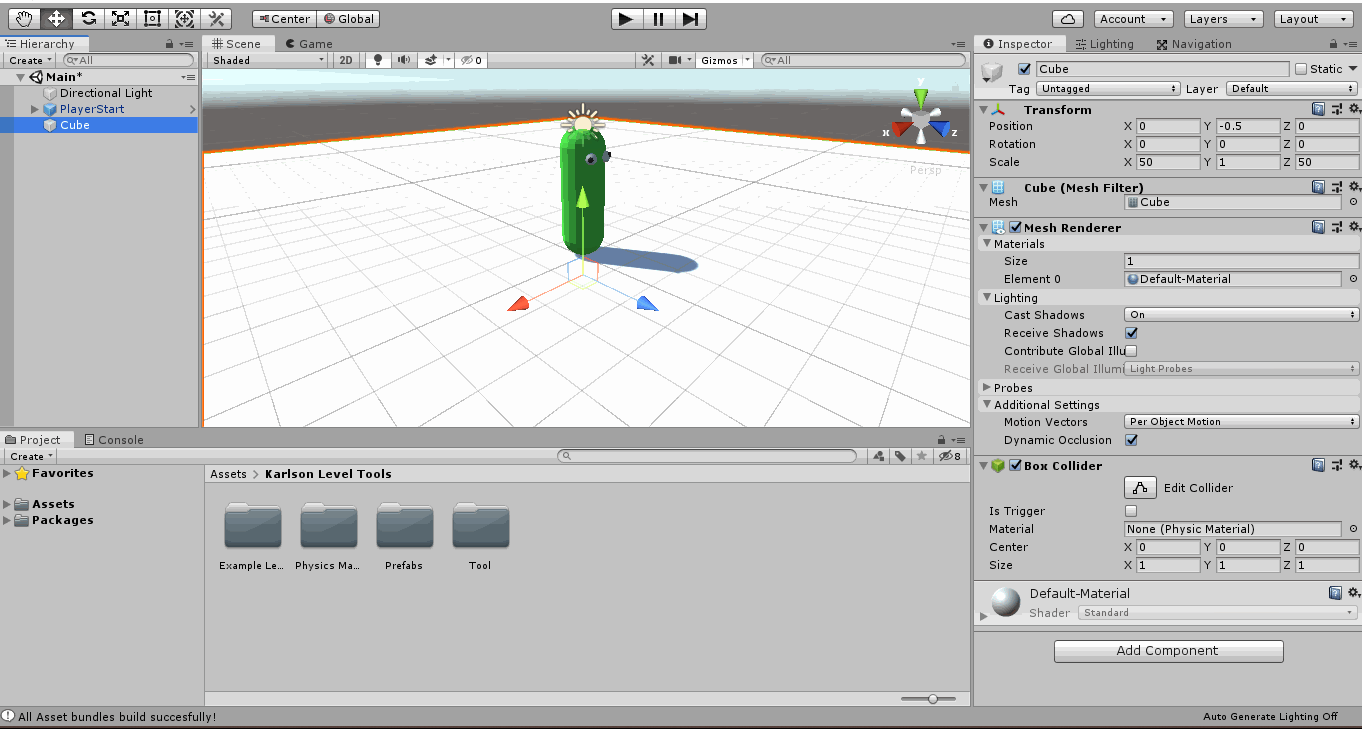 Center Global
Account Layers Layout
Hierarchy
Create All
Main*
Directional Light
PlayerStart
Cube
Scene Game
Shaded 2D 0 Gizmos All
y
x z
Persp
Inspector Lighting Navigation
Cube Static
Tag Untagged Layer Default
Transform
Position X 0 Y -0.5 Z 0
Rotation X 0 Y 0 Z 0
Scale X 50 Y 1 Z 50
Cube (Mesh Filter)
Mesh Cube
Mesh Renderer
Materials
Size 1
Element 0 Default-Material
Lighting
Cast Shadows On
Receive Shadows
Contribute Global Illu
Receive Global Illumi Light Probes
Probes
Additional Settings
Motion Vectors Per Object Motion
Dynamic Occlusion
Box Collider
Edit Collider
Is Trigger
Material None (Physic Material)
Center X 0 Y 0 Z 0
Size X 1 Y 1 Z 1
Default-Material
Shader Standard
Add Component
Project Console
Create 8
Favorites
Assets
Packages
Assets > Karlson Level Tools
Example Le... Physics Ma... Prefabs Tool
All Asset bundles build succesfully!
Auto Generate Lighting Off